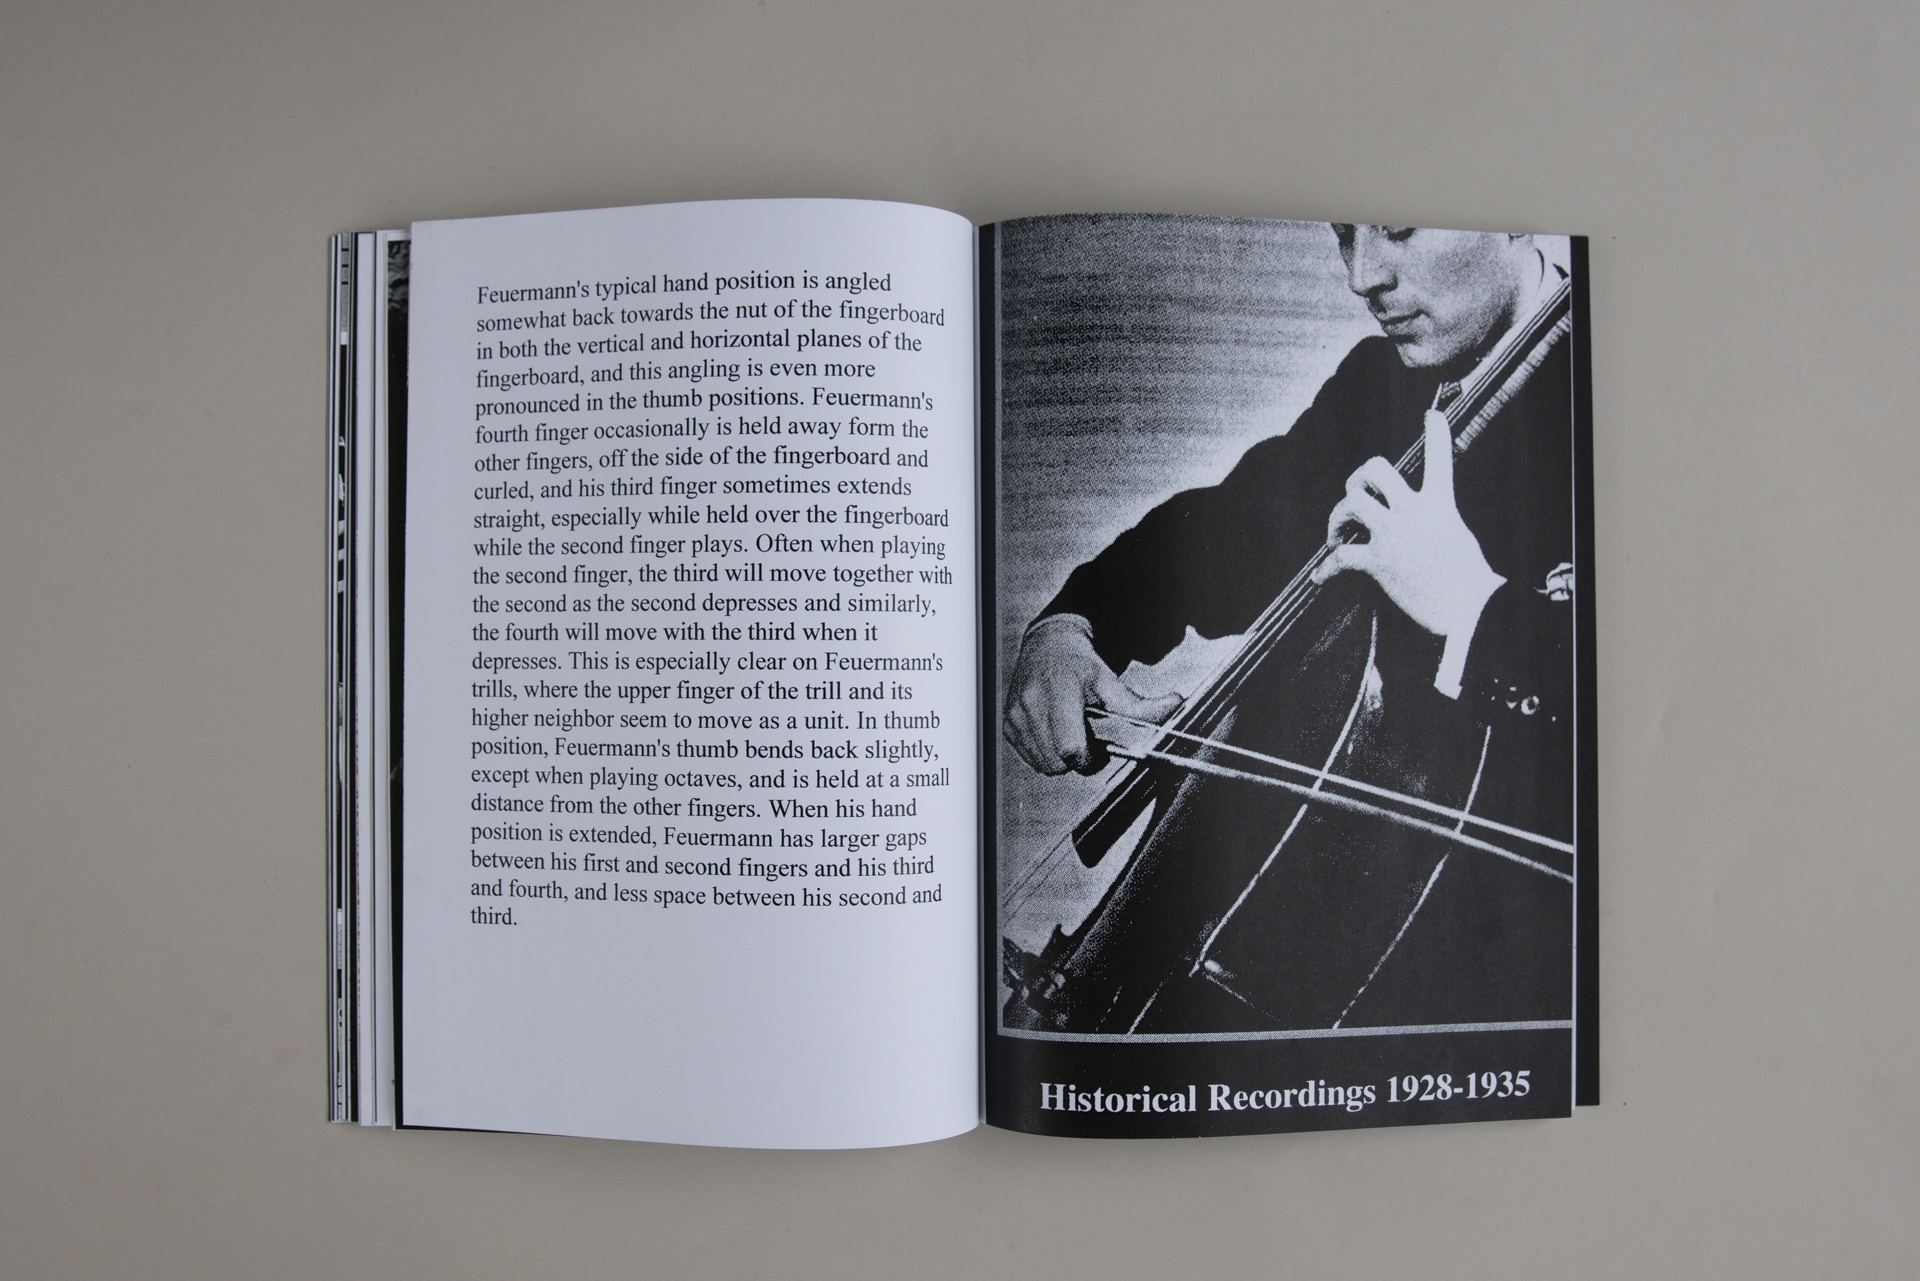 Feuermann's typical hand position is angled
somewhat back towards the nut of the fingerboard
in both the vertical and horizontal planes of the
fingerboard, and this angling is even more
pronounced in the thumb positions. Feuermann's
fourth finger occasionally is held away form the
other fingers, off the side of the fingerboard and
curled, and his third finger sometimes extends
straight, especially while held over the fingerboard
while the second finger plays. Often when playing
the second finger, the third will move together with
the second as the second depresses and similarly,
the fourth will move with the third when it
depresses. This is especially clear on Feuermann's
trills, where the upper finger of the trill and its
higher neighbor seem to move as a unit. In thumb
position, Feuermann's thumb bends back slightly,
except when playing octaves, and is held at a small
distance from the other fingers. When his hand
position is extended, Feuermann has larger gaps
between his first and second fingers and his third
and fourth, and less space between his second and
third.
Historical Recordings 1928-1935